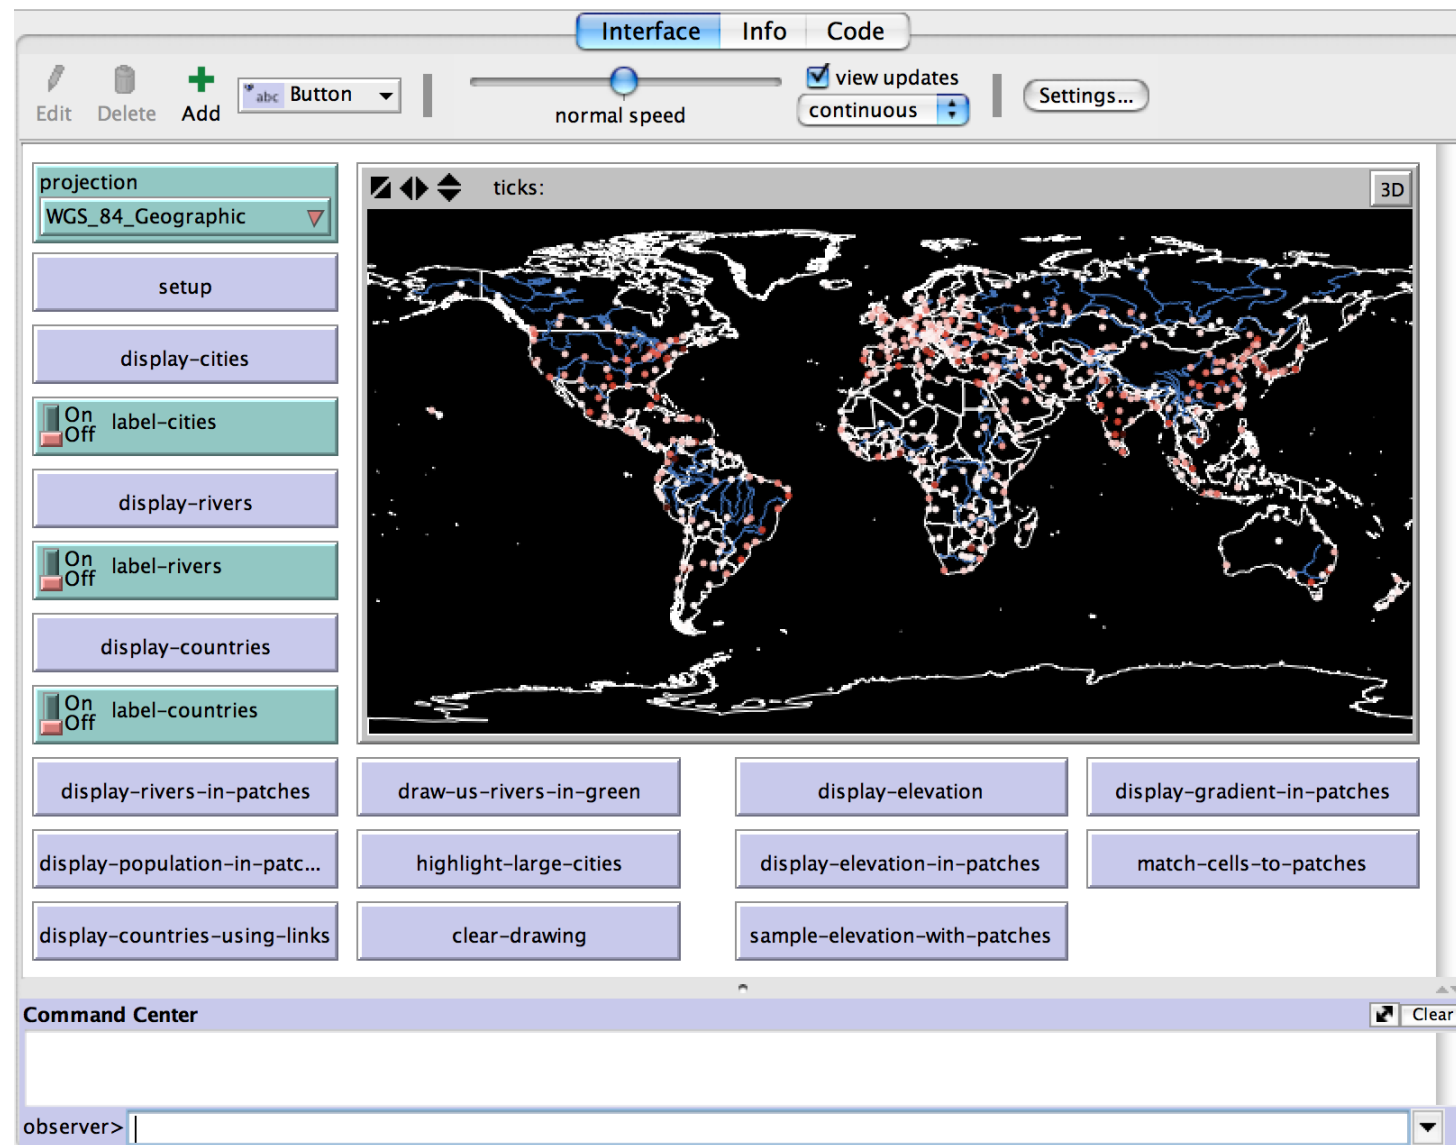 Interface Info Code
Edit Delete Add abc Button
normal speed
view updates
continuous
Settings...
projection
WGS_84_Geographic
ticks:
3D
setup
display-cities
On
Off
label-cities
display-rivers
On
Off
label-rivers
display-countries
On
Off
label-countries
display-rivers-in-patches draw-us-rivers-in-green display-elevation display-gradient-in-patches
display-population-in-patc... highlight-large-cities display-elevation-in-patches match-cells-to-patches
display-countries-using-links clear-drawing sample-elevation-with-patches
Command Center
Clear
observer>